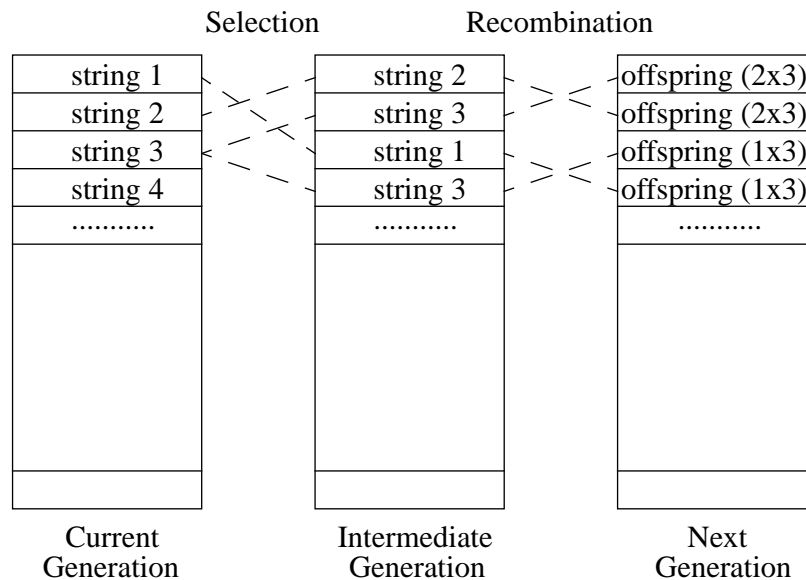 Selection Recombination
string 1 string 2 offspring (2x3)
string 2 string 3 offspring (2x3)
string 3 string 1 offspring (1x3)
string 4 string 3 offspring (1x3)
........... ........... ...........
Current Intermediate Next
Generation Generation Generation